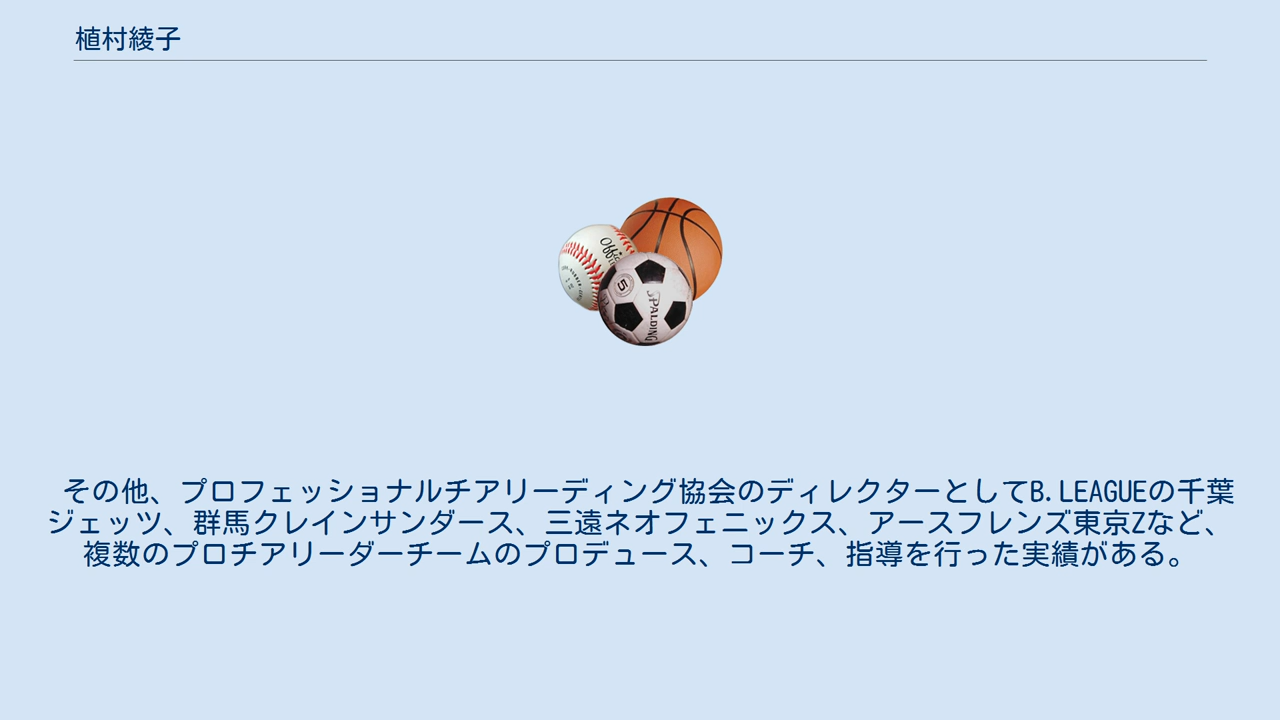 植村綾子
Offic
5
SPALDING
その他、プロフェッショナルチアリーディング協会のディレクターとしてB.LEAGUEの千葉
ジェッツ、群馬クレインサンダース、三遠ネオフェニックス、アースフレンズ東京Zなど、
複数のプロチアリーダーチームのプロデュース、コーチ、指導を行った実績がある。